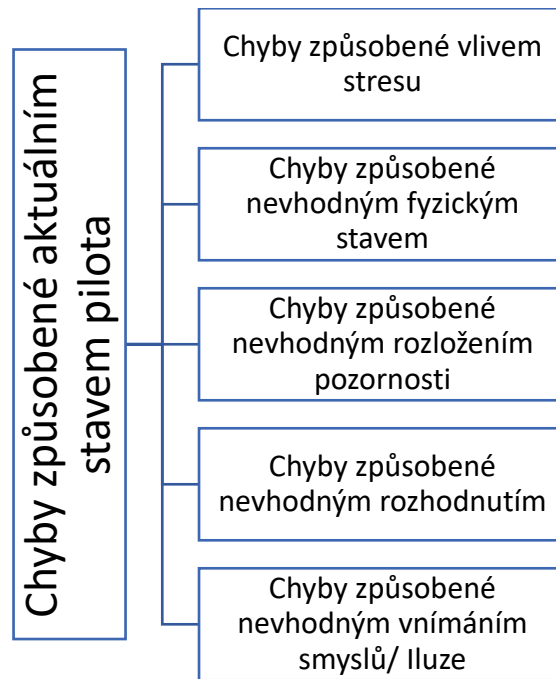 Chyby způsobené aktuálním
stavem pilota
Chyby způsobené vlivem
stresu
Chyby způsobené
nevhodným fyzickým
stavem
Chyby způsobené
nevhodným rozložením
pozornosti
Chyby způsobené
nevhodným rozhodnutím
Chyby způsobené
nevhodným vnímáním
smyslů/ Iluze